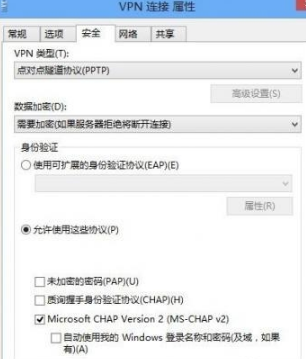 VPN 连接 属性
常规 选项 安全 网络 共享
VPN 类型(T):
点对点隧道协议(PPTP)
高级设置(S)
数据加密(D):
需要加密(如果服务器拒绝将断开连接)
身份验证
使用可扩展的身份验证协议(EAP)(E)
属性(R)
允许使用这些协议(P)
未加密的密码(PAP)(U)
质询握手身份验证协议(CHAP)(H)
Microsoft CHAP Version 2 (MS-CHAP v2)
自动使用我的 Windows 登录名称和密码(及域，如果
有)(A)